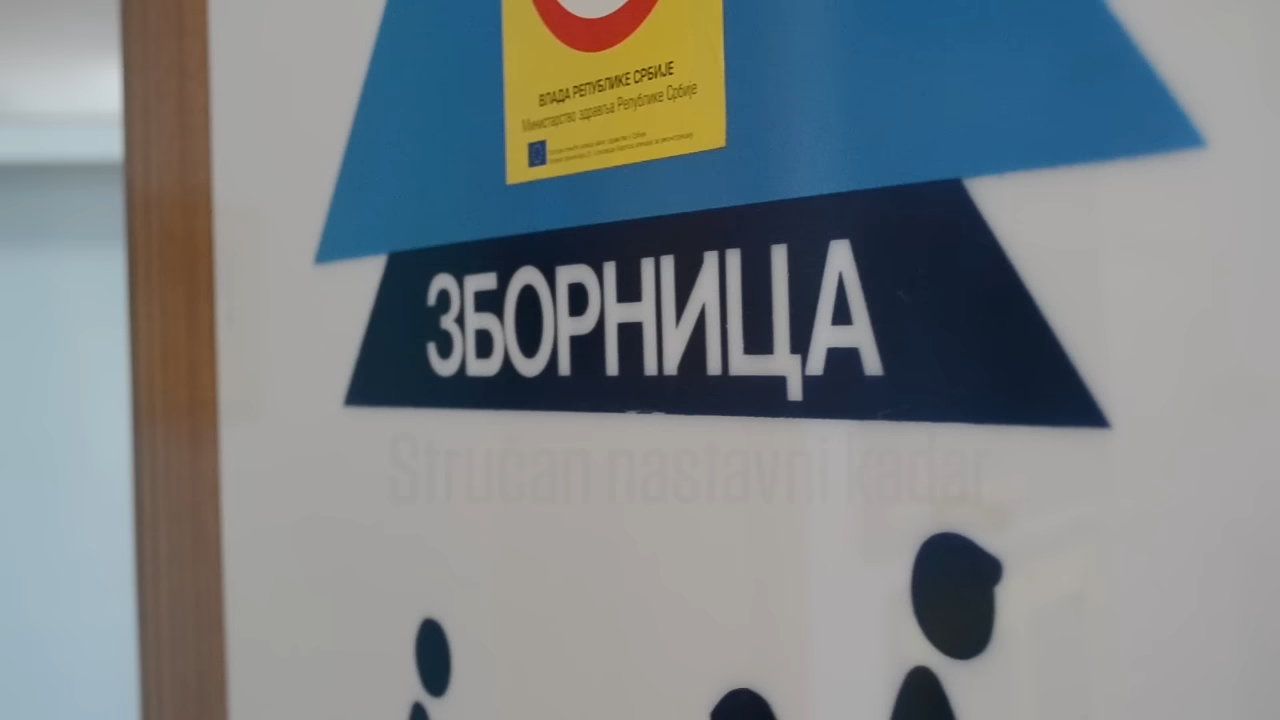 ВЛАДА РЕПУБЛИКЕ СРБИЈЕ
Министарство здравља Републике Србије
ЗБОРНИЦА
Stručan nastavni kadar